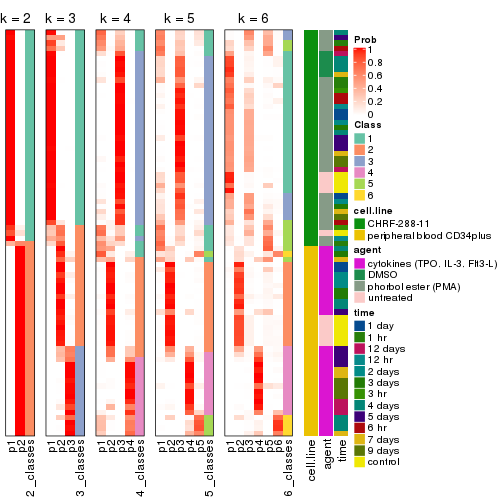 k = 2
k = 3
k = 4
k = 5
k = 6
p1
p2
2_classes
p1
p2
p3
3_classes
p1
p2
p3
p4
4_classes
p1
p2
p3
p4
p5
5_classes
p1
p2
p3
p4
p5
p6
6_classes
cell.line
agent
time
Prob
1
0.8
0.6
0.4
0.2
0
Class
1
2
3
4
5
6
cell.line
CHRF-288-11
peripheral blood CD34plus
agent
cytokines (TPO, IL-3, Flt3-L)
DMSO
phorbol ester (PMA)
untreated
time
1 day
1 hr
12 days
12 hr
2 days
3 days
3 hr
4 days
5 days
6 hr
7 days
9 days
control